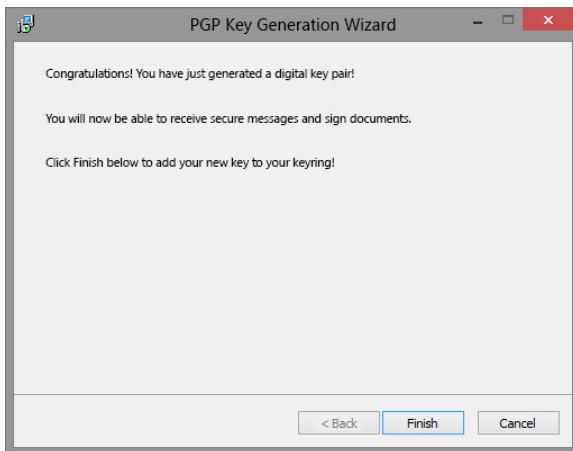 PGP Key Generation Wizard
Congratulations! You have just generated a digital key pair!
You will now be able to receive secure messages and sign documents.
Click Finish below to add your new key to your keyring!
< Back Finish Cancel